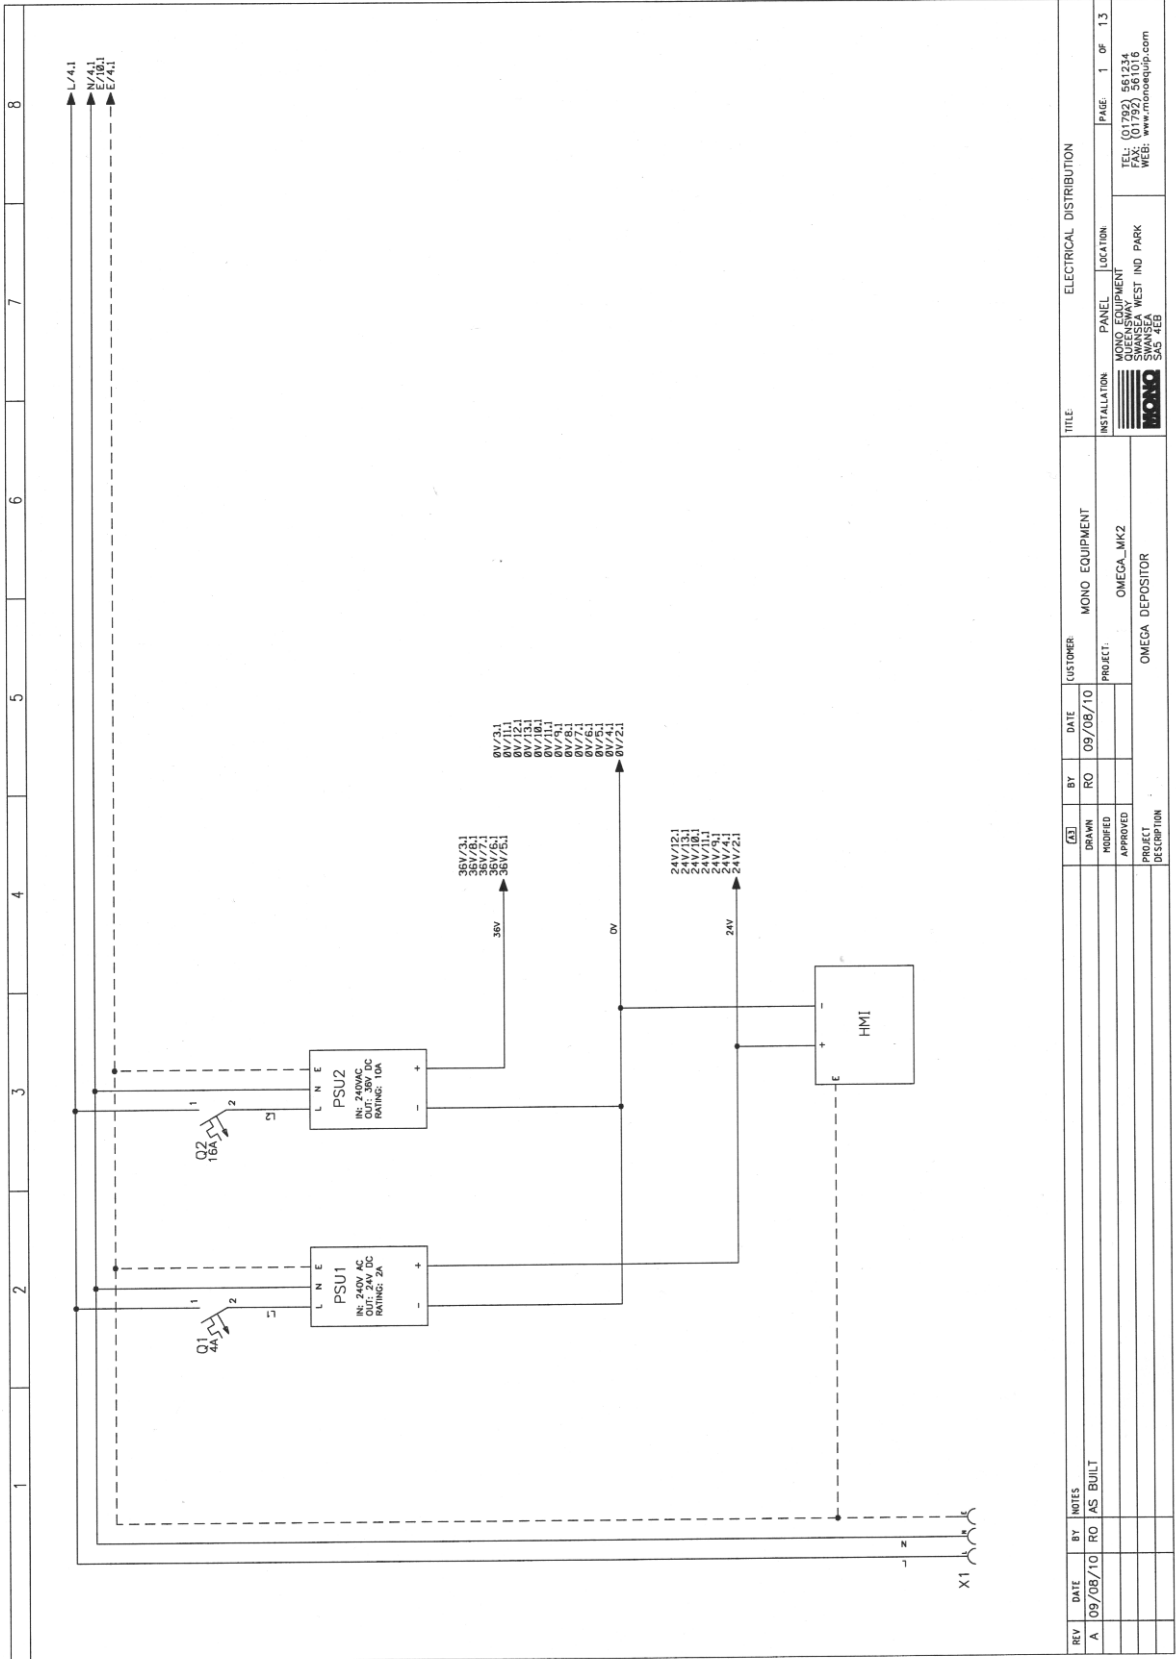 1 2 3 4 5 6 7 8
L/4.1
N/4.1
E/10.1
E/4.1
Q1
4A
1
2
L1
Q2
16A
1
2
L2
L N E
PSU1
IN: 240V AC
OUT: 24V DC
RATING: 2A
- +
L N E
PSU2
IN: 240VAC
OUT: 36V DC
RATING: 10A
- +
36V/3.1
36V/8.1
36V/7.1
36V/6.1
36V/5.1
36V
0V/3.1
0V/11.1
0V/12.1
0V/13.1
0V/10.1
0V/11.1
0V/9.1
0V/8.1
0V/7.1
0V/6.1
0V/5.1
0V/4.1
0V/2.1
0V
24V/12.1
24V/13.1
24V/10.1
24V/11.1
24V/9.1
24V/4.1
24V/2.1
24V
E + -
HMI
L N
X1
L N E
REV DATE BY NOTES
A 09/08/10 RO AS BUILT
A3 BY DATE
DRAWN RO 09/08/10
MODIFIED
APPROVED
PROJECT
DESCRIPTION
OMEGA DEPOSITOR
CUSTOMER:
MONO EQUIPMENT
PROJECT:
OMEGA_MK2
TITLE:
ELECTRICAL DISTRIBUTION
INSTALLATION: PANEL LOCATION: PAGE: 1 OF 13
MONO
MONO EQUIPMENT
QUEENSWAY
SWANSEA WEST IND PARK
SWANSEA
SA5 4EB
TEL: (01792) 561234
FAX: (01792) 561016
WEB: www.monoequip.com